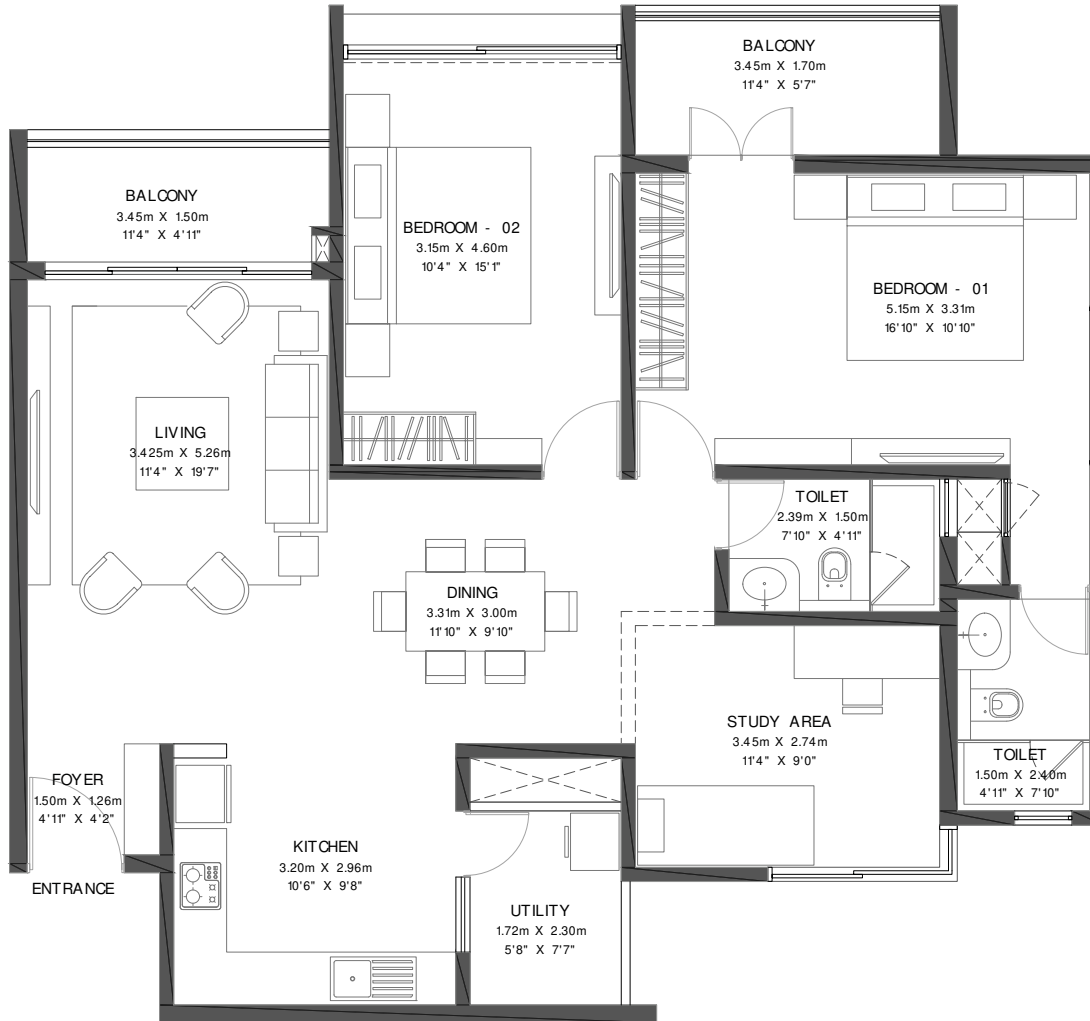 BALCONY
3.45m X 1.70m
11'4" X 5'7"
BALCONY
3.45m X 1.50m
11'4" X 4'11"
BEDROOM - 02
3.15m X 4.60m
10'4" X 15'1"
BEDROOM - 01
5.15m X 3.31m
16'10" X 10'10"
LIVING
3.425m X 5.26m
11'4" X 19'7"
TOILET
2.39m X 1.50m
7'10" X 4'11"
DINING
3.31m X 3.00m
11'10" X 9'10"
STUDY AREA
3.45m X 2.74m
11'4" X 9'0"
TOILET
1.50m X 2.40m
4'11" X 7'10"
FOYER
1.50m X 1.26m
4'11" X 4'2"
KITCHEN
3.20m X 2.96m
10'6" X 9'8"
ENTRANCE
UTILITY
1.72m X 2.30m
5'8" X 7'7"